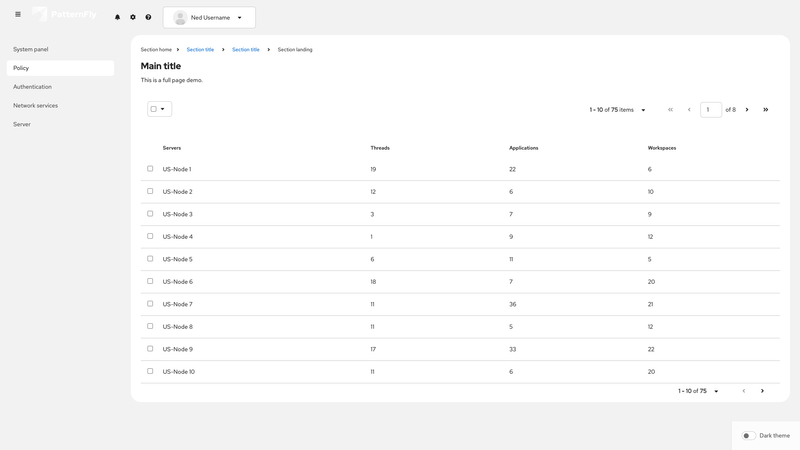 PatternFly
Ned Username
System panel
Policy
Authentication
Network services
Server
Section home Section title Section title Section landing
Main title
This is a full page demo.
1 - 10 of 75 items 1 of 8
Servers Threads Applications Workspaces
US-Node 1 19 22 6
US-Node 2 12 6 10
US-Node 3 3 7 9
US-Node 4 1 9 12
US-Node 5 6 11 5
US-Node 6 18 7 20
US-Node 7 11 36 21
US-Node 8 11 5 12
US-Node 9 17 33 22
US-Node 10 11 6 20
1 - 10 of 75
Dark theme